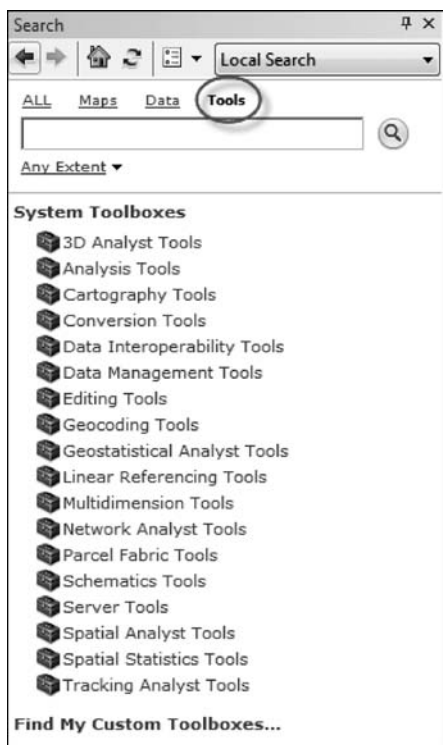 Search
Local Search
ALL Maps Data Tools
Any Extent
System Toolboxes
3D Analyst Tools
Analysis Tools
Cartography Tools
Conversion Tools
Data Interoperability Tools
Data Management Tools
Editing Tools
Geocoding Tools
Geostatistical Analyst Tools
Linear Referencing Tools
Multidimension Tools
Network Analyst Tools
Parcel Fabric Tools
Schematics Tools
Server Tools
Spatial Analyst Tools
Spatial Statistics Tools
Tracking Analyst Tools
Find My Custom Toolboxes...